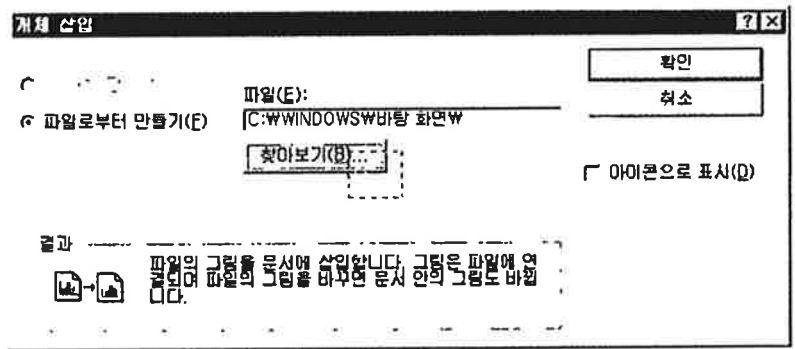 개체 삽입
확인
취소
파일(E):
파일로부터 만들기(F)
C:₩WINDOWS₩바탕 화면₩
찾아보기(B)...
아이콘으로 표시(D)
결과
파일의 그림을 문서에 삽입합니다. 그림은 파일에 연
결되며 파일의 그림을 바꾸면 문서 안의 그림도 바뀝
니다.